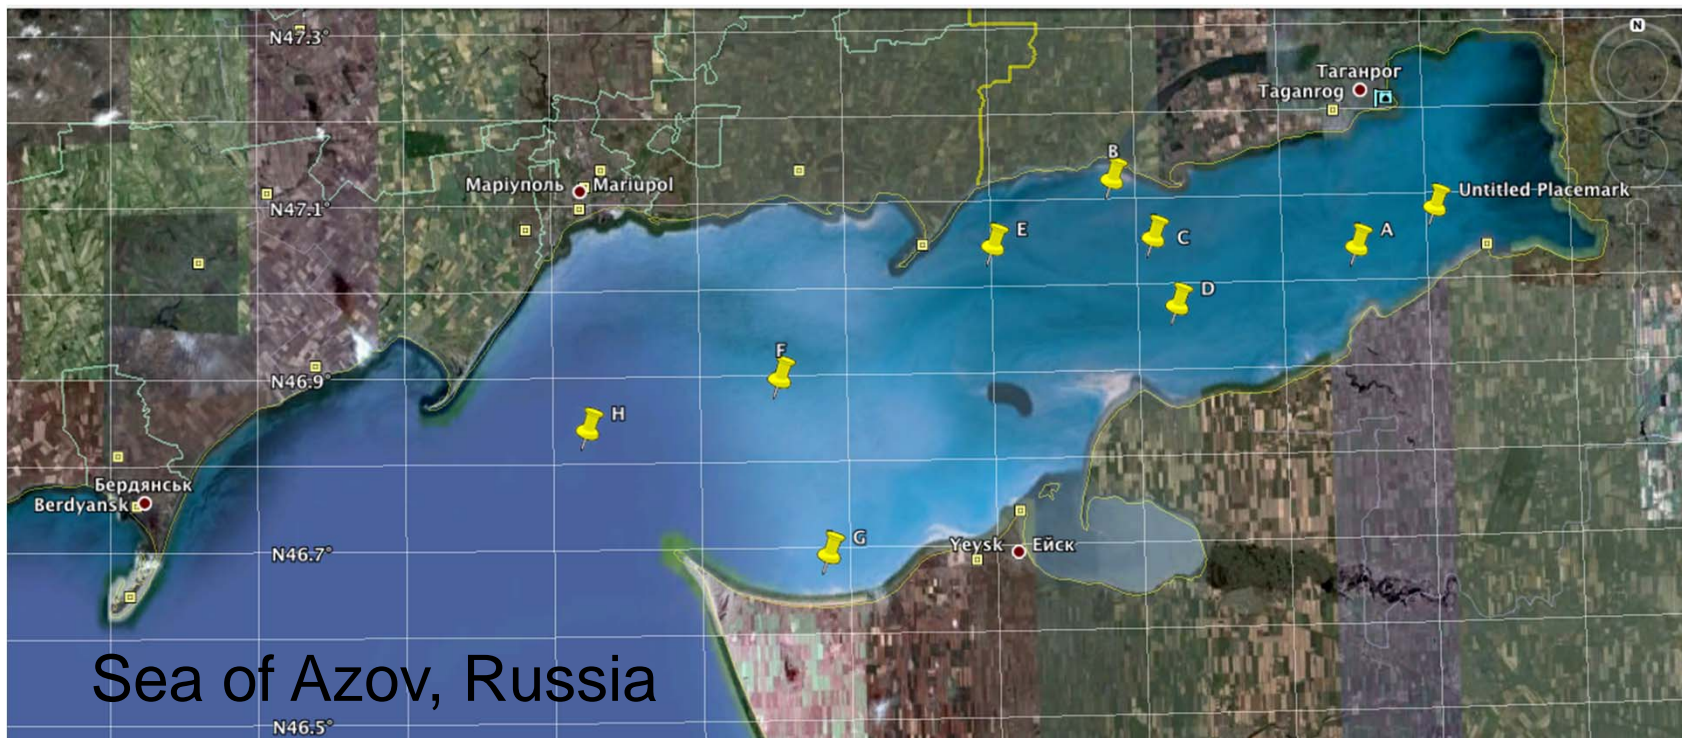 N
N47.3°
Таганрог
Taganrog
B
Маріуполь
Mariupol
Untitled Placemark
N47.1°
E
C
A
D
F
N46.9°
H
Бердянськ
Berdyansk
G
Yeysk
Ейск
N46.7°
Sea of Azov, Russia
N46.5°